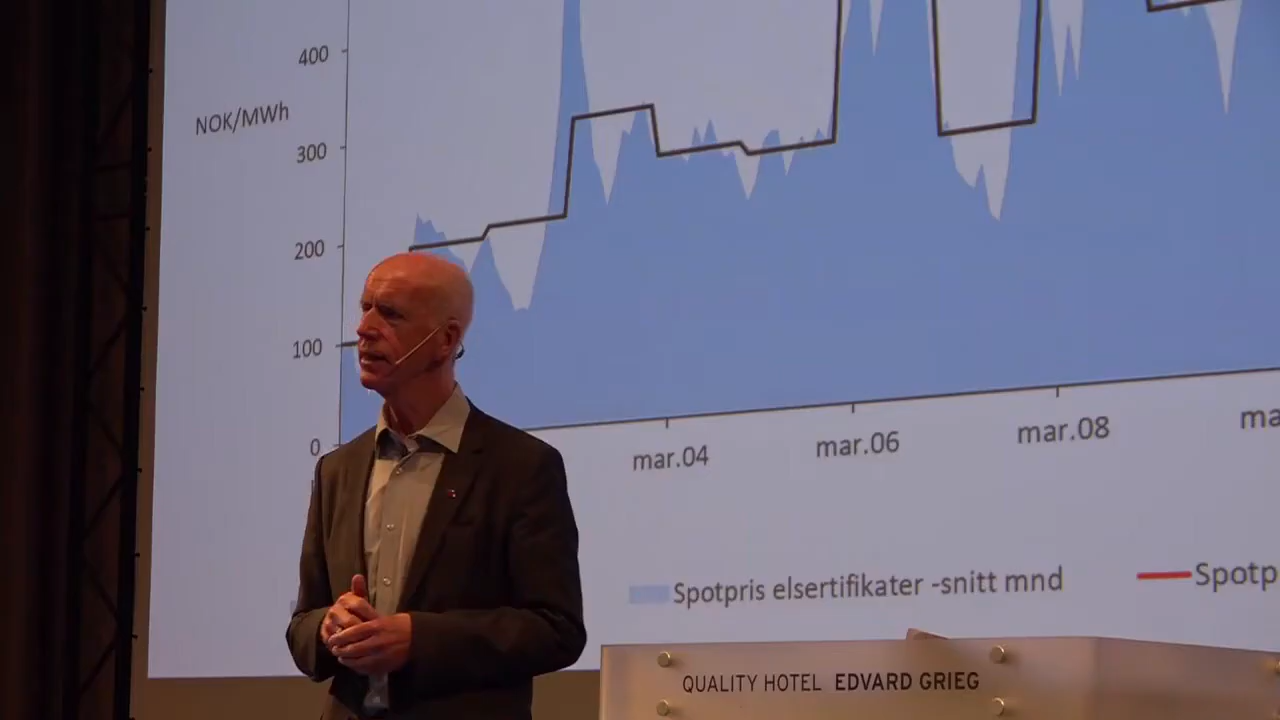 400
NOK/MWh
300
200
100
0
mar.04 mar.06 mar.08
Spotpris elsertifikater -snitt mnd
QUALITY HOTEL EDVARD GRIEG